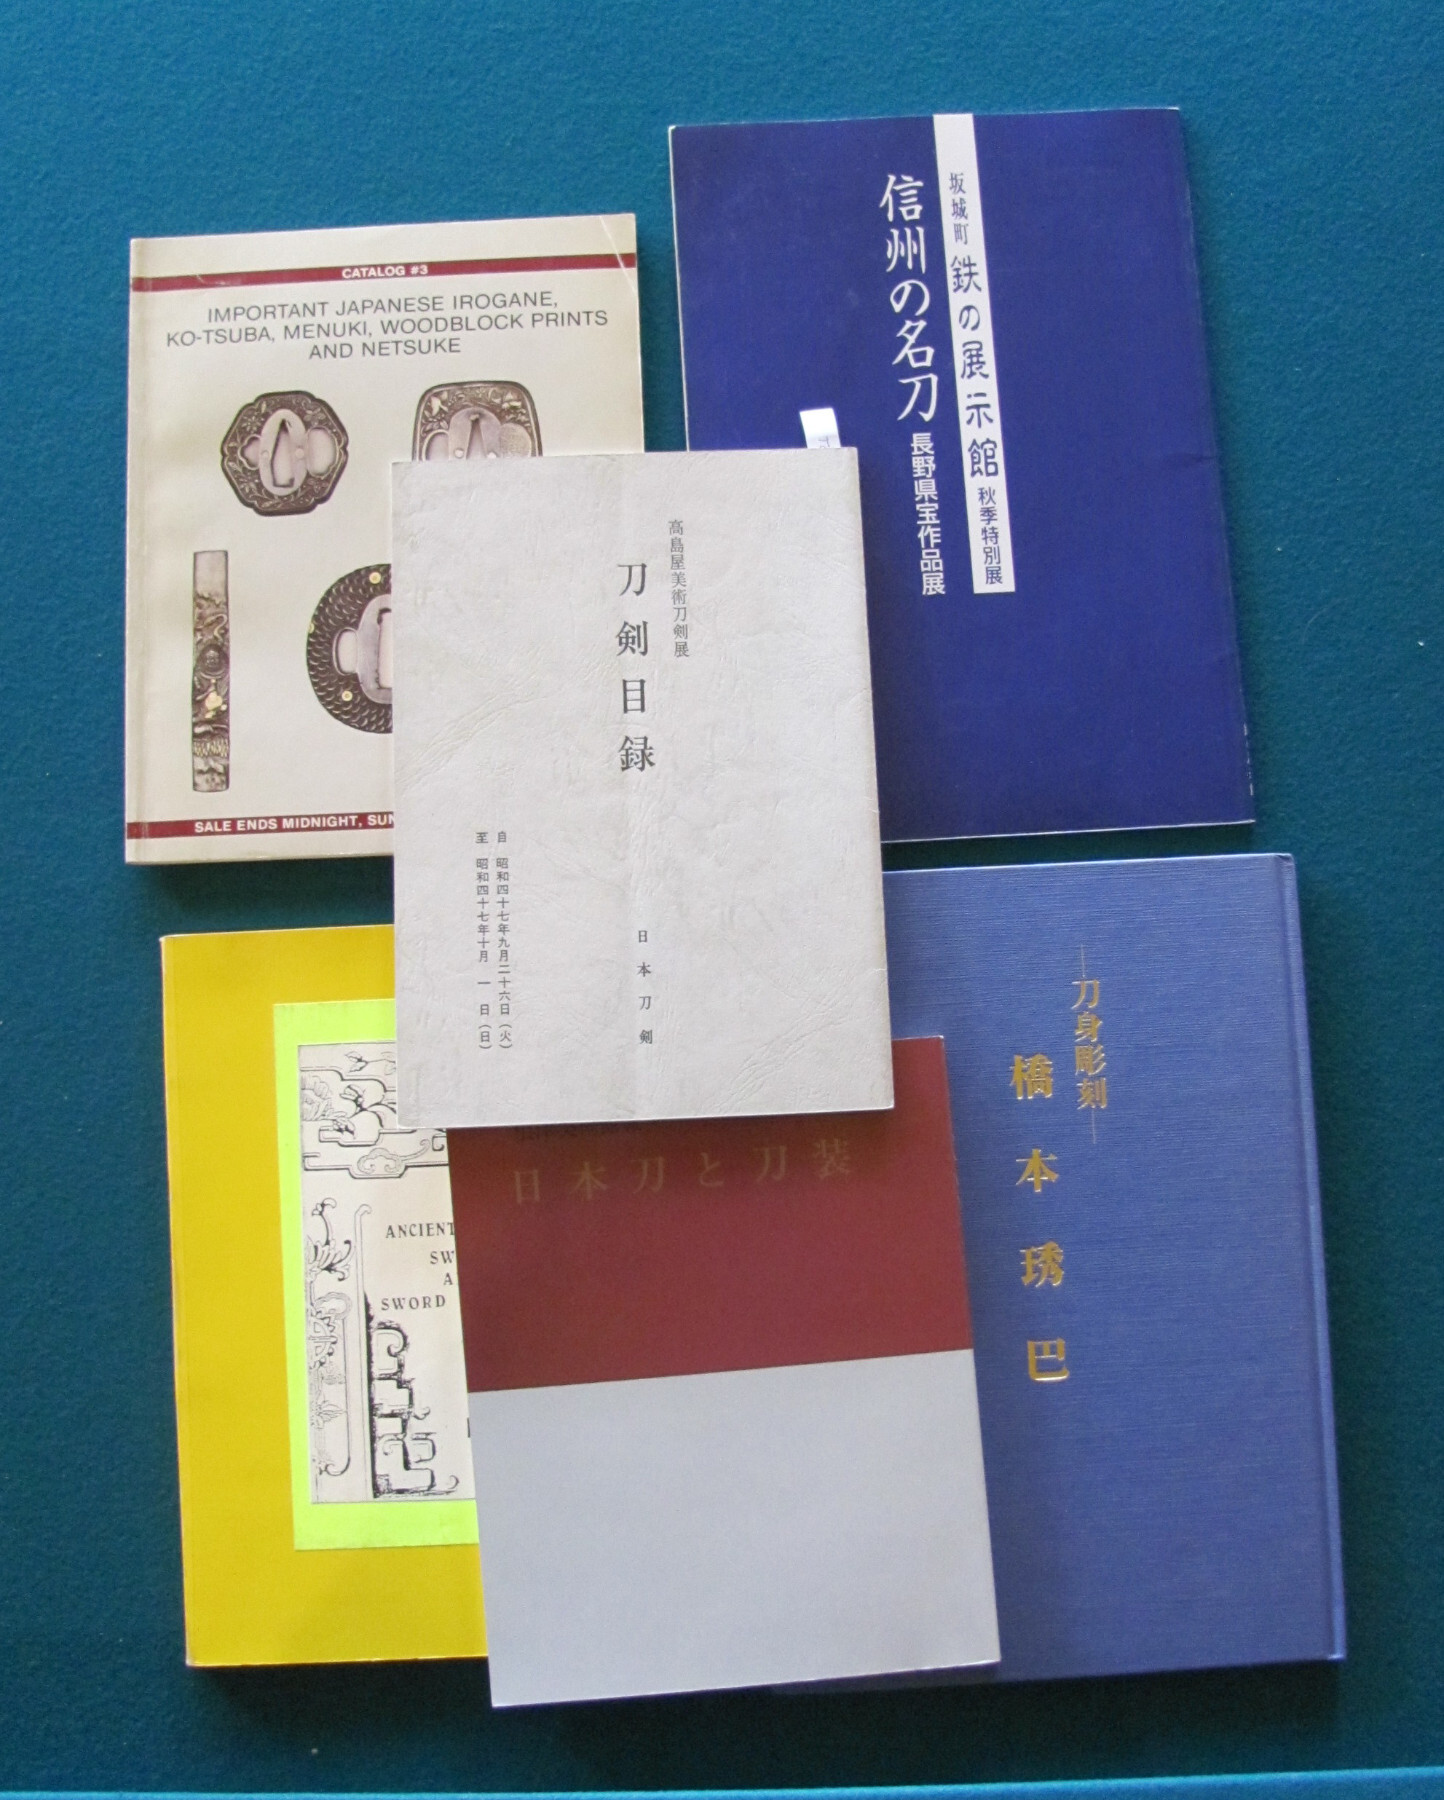 CATALOG #3
IMPORTANT JAPANESE IROGANE,
KO-TSUBA, MENUKI, WOODBLOCK PRINTS
AND NETSUKE
SALE ENDS MIDNIGHT, SUN
坂城町 鉄の展示館 秋季特別展
信州の名刀 長野県宝作品展
高島屋美術刀剣展
刀剣目録
自 昭和四十七年九月二十六日(火)
至 昭和四十七年十月 一 日(日)
日本刀剣
ANCIENT
SW
A
SWORD
日本刀と刀装
―刀身彫刻―
橋本琇巴